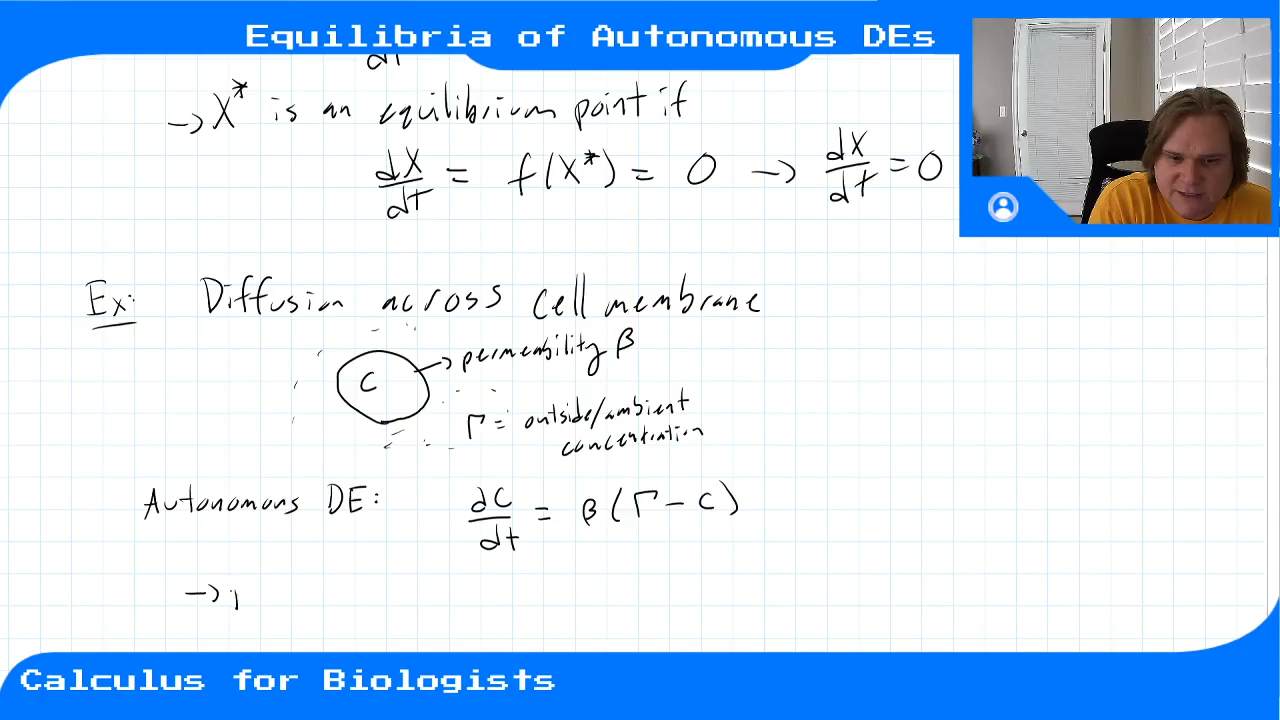 Equilibria of Autonomous DEs
→ X* is an equilibrium point if
dX/dt = f(X*) = 0 → dX/dt = 0
Ex: Diffusion across cell membrane
C → permeability β
Γ = outside/ambient
concentration
Autonomous DE: dC/dt = β(Γ - C)
→
Calculus for Biologists